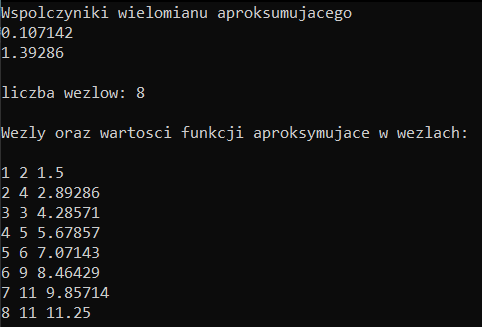 Wspolczyniki wielomianu aproksumujacego
0.107142
1.39286
liczba wezlow: 8
Wezly oraz wartosci funkcji aproksymujace w wezlach:
1 2 1.5
2 4 2.89286
3 3 4.28571
4 5 5.67857
5 6 7.07143
6 9 8.46429
7 11 9.85714
8 11 11.25